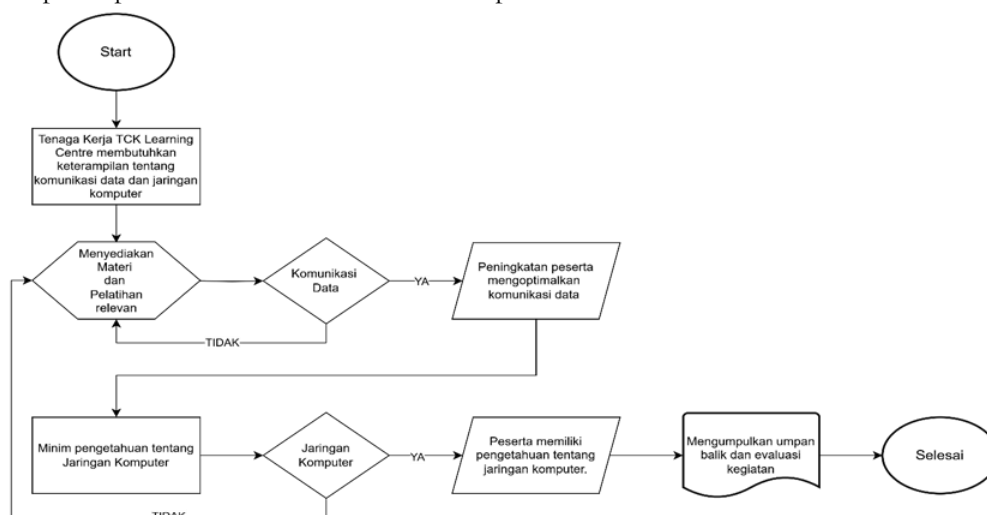 Start
Tenaga Kerja TCK Learning
Centre membutuhkan
keterampilan tentang
komunikasi data dan jaringan
komputer
Menyediakan
Materi
dan
Pelatihan
relevan
Komunikasi
Data
YA
Peningkatan peserta
mengoptimalkan
komunikasi data
TIDAK
Minim pengetahuan tentang
Jaringan Komputer
Jaringan
Komputer
YA
Peserta memiliki
pengetahuan tentang
jaringan komputer.
Mengumpulkan umpan
balik dan evaluasi
kegiatan
Selesai
TIDAK